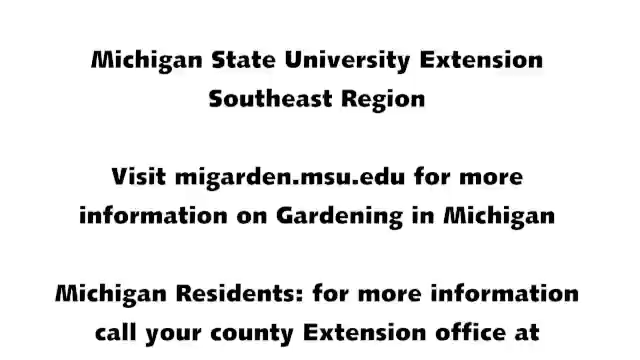 Michigan State University Extension
Southeast Region
Visit migarden.msu.edu for more
information on Gardening in Michigan
Michigan Residents: for more information
call your county Extension office at